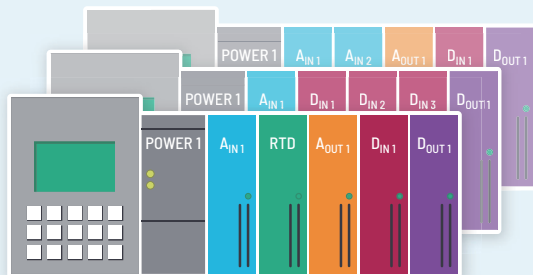 POWER 1 AIN 1 AIN 2 AOUT 1 DIN 1 DOUT 1
POWER 1 AIN 1 DIN 1 DIN 2 DIN 3 DOUT 1
POWER 1 AIN 1 RTD AOUT 1 DIN 1 DOUT 1